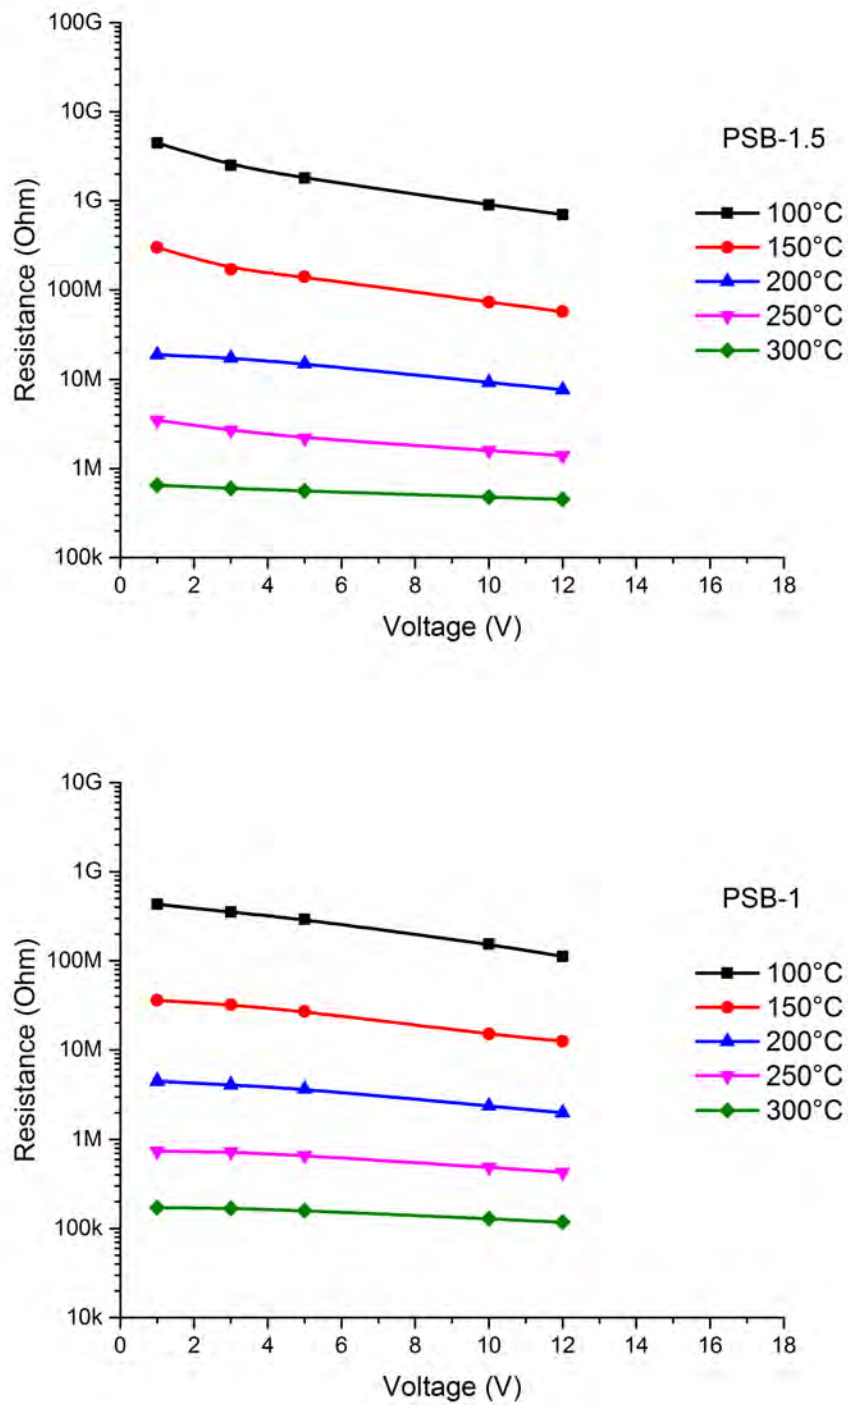 100G
10G
1G
100M
10M
1M
100k
Resistance (Ohm)
0 2 4 6 8 10 12 14 16 18
Voltage (V)
PSB-1.5
100°C
150°C
200°C
250°C
300°C
10G
1G
100M
10M
1M
100k
10k
Resistance (Ohm)
0 2 4 6 8 10 12 14 16 18
Voltage (V)
PSB-1
100°C
150°C
200°C
250°C
300°C